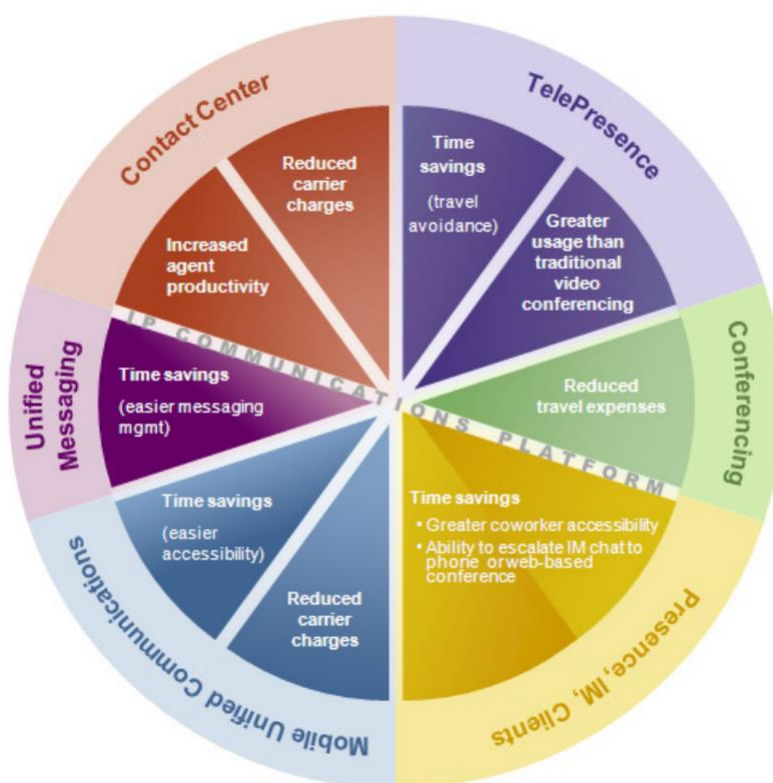 Contact Center
TelePresence
Reduced
carrier
charges
Time
savings
(travel
avoidance)
Increased
agent
productivity
Greater
usage than
traditional
video
conferencing
IP COMMUNICATIONS PLATFORM
Unified
Messaging
Time savings
(easier messaging
mgmt)
Reduced
travel expenses
Conferencing
Time savings
(easier
accessibility)
Reduced
carrier
charges
Mobile Unified Communications
Time savings
• Greater coworker accessibility
• Ability to escalate IM chat to
phone orweb-based
conference
Presence, IM, Clients